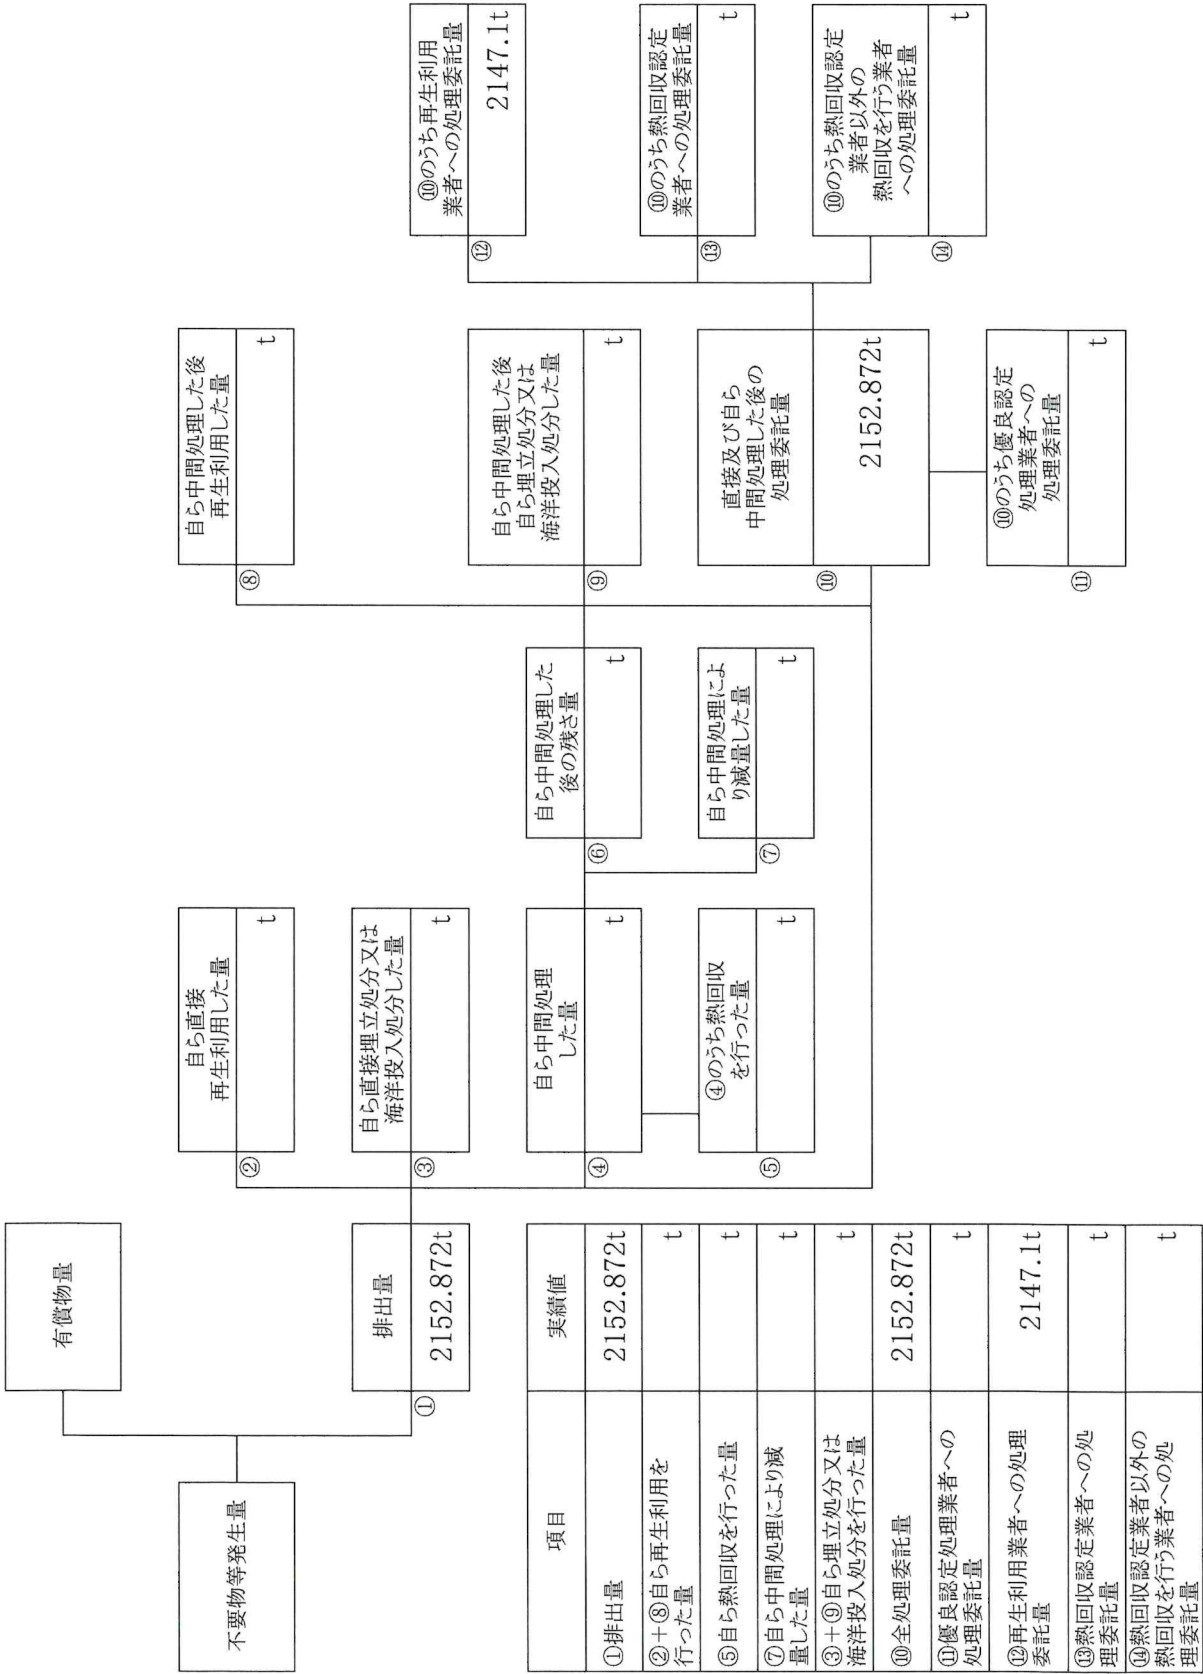 有償物量
不要物等発生量
排出量
①
2152.872t
自ら直接
再生利用した量
②
t
自ら直接埋立処分又は
海洋投入処分した量
③
t
自ら中間処理
した量
④
t
④のうち熱回収
を行った量
⑤
t
自ら中間処理した
後の残さ量
⑥
t
自ら中間処理によ
り減量した量
⑦
t
自ら中間処理した後
再生利用した量
⑧
t
自ら中間処理した後
自ら埋立処分又は
海洋投入処分した量
⑨
t
直接及び自ら
中間処理した後の
処理委託量
⑩
2152.872t
⑩のうち優良認定
処理業者への
処理委託量
⑪
t
⑩のうち再生利用
業者への処理委託量
⑫
2147.1t
⑩のうち熱回収認定
業者への処理委託量
⑬
t
⑩のうち熱回収認定
業者以外の
熱回収を行う業者
への処理委託量
⑭
t
項目
実績値
①排出量
2152.872t
②+⑧自ら再生利用を
行った量
t
⑤自ら熱回収を行った量
t
⑦自ら中間処理により減
量した量
t
③+⑨自ら埋立処分又は
海洋投入処分を行った量
t
⑩全処理委託量
2152.872t
⑪優良認定処理業者への
処理委託量
t
⑫再生利用業者への処理
委託量
2147.1t
⑬熱回収認定業者への処
理委託量
t
⑭熱回収認定業者以外の
熱回収を行う業者への処
理委託量
t